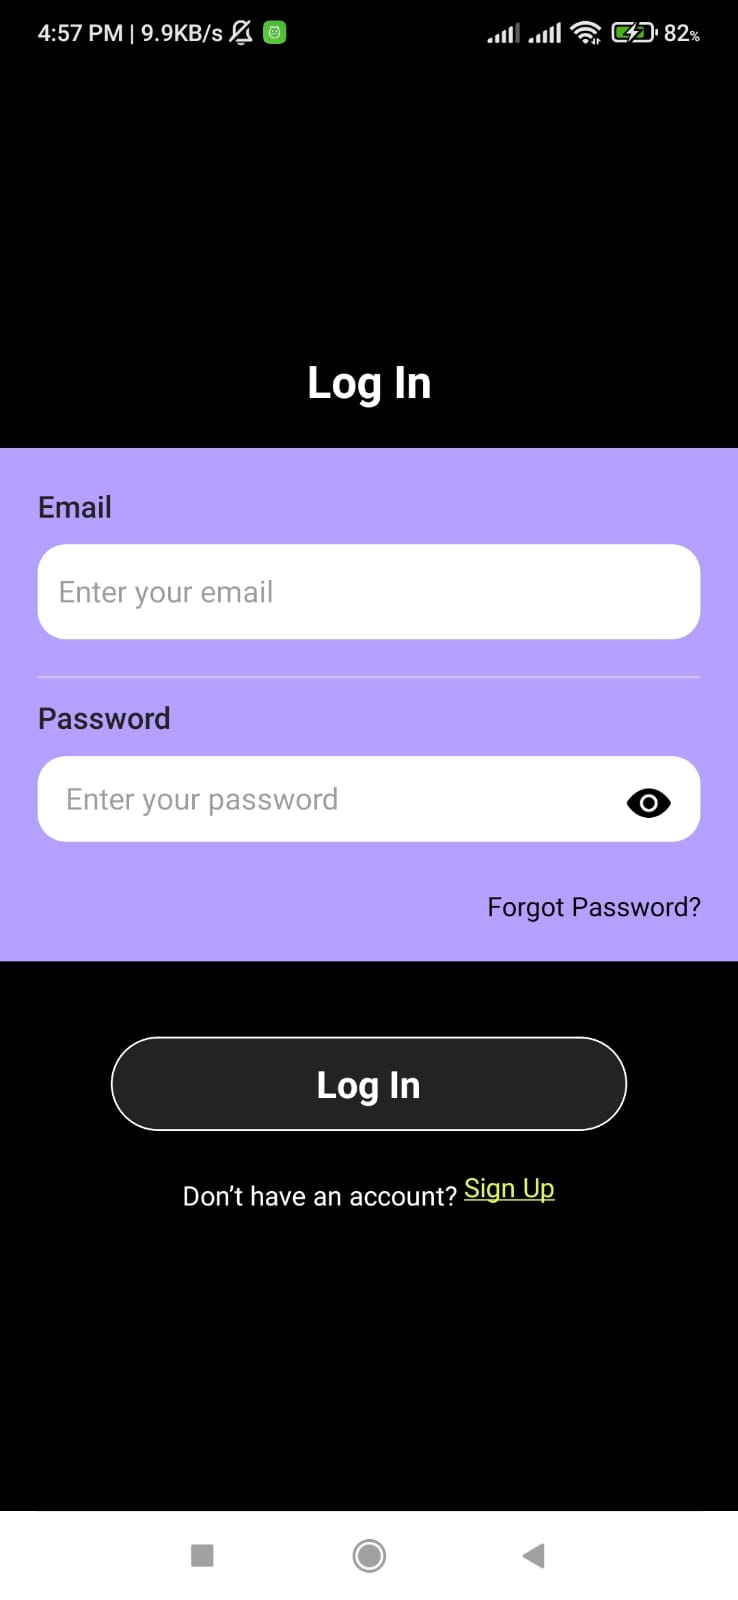 4:57 PM | 9.9KB/s 82%
Log In
Email
Enter your email
Password
Enter your password
Forgot Password?
Log In
Don’t have an account? Sign Up